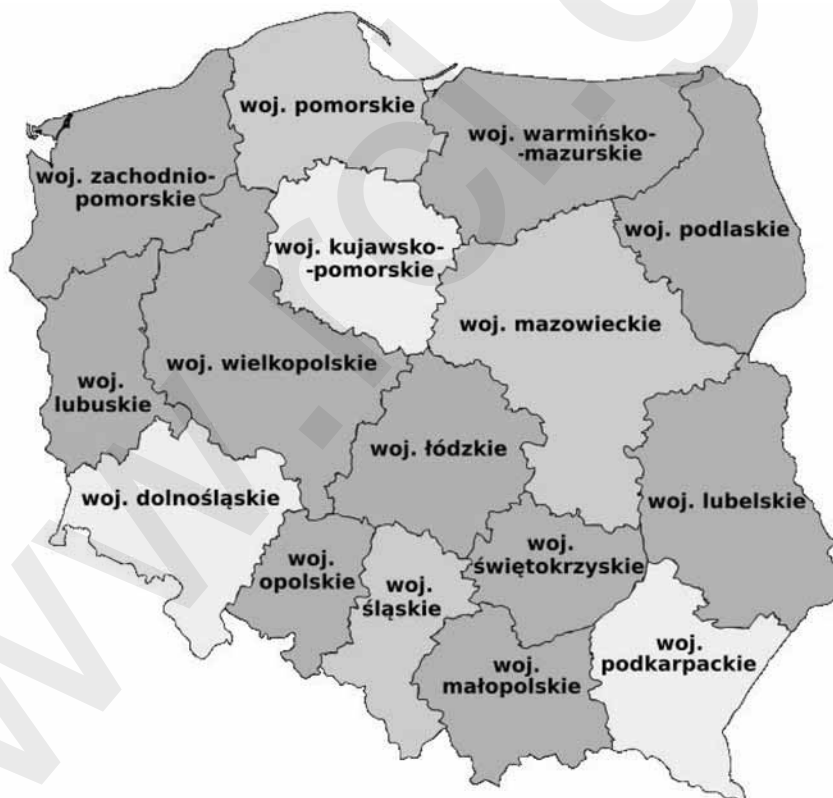 woj. pomorskie
woj. warmińsko-
-mazurskie
woj. zachodnio-
pomorskie
woj. podlaskie
woj. kujawsko-
-pomorskie
woj. mazowieckie
woj. wielkopolskie
woj.
lubuskie
woj. łódzkie
woj. dolnośląskie
woj. lubelskie
woj.
opolskie
woj.
śląskie
woj.
świętokrzyskie
woj.
małopolskie
woj.
podkarpackie